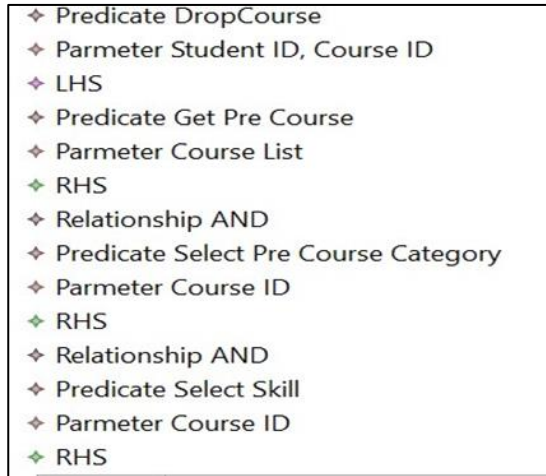 Predicate DropCourse
Parmeter Student ID, Course ID
LHS
Predicate Get Pre Course
Parmeter Course List
RHS
Relationship AND
Predicate Select Pre Course Category
Parmeter Course ID
RHS
Relationship AND
Predicate Select Skill
Parmeter Course ID
RHS